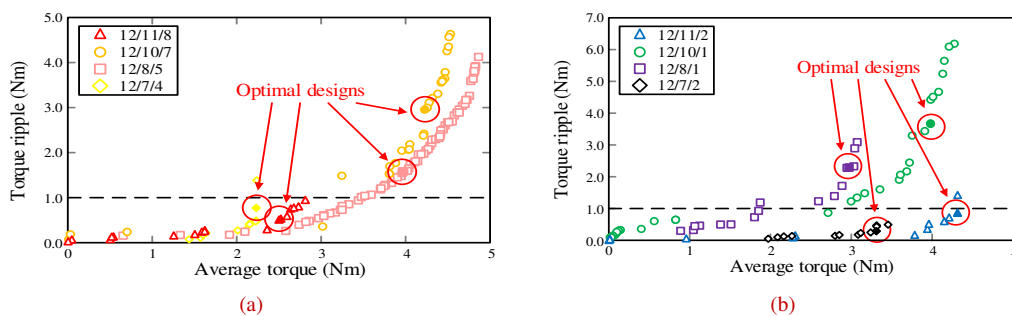 5.0
4.0
3.0
2.0
1.0
0.0
Torque ripple (Nm)
12/11/8
12/10/7
12/8/5
12/7/4
Optimal designs
0 1 2 3 4 5
Average torque (Nm)
(a)
7.0
6.0
5.0
4.0
3.0
2.0
1.0
0.0
Torque ripple (Nm)
12/11/2
12/10/1
12/8/1
12/7/2
Optimal designs
0 1 2 3 4 5
Average torque (Nm)
(b)